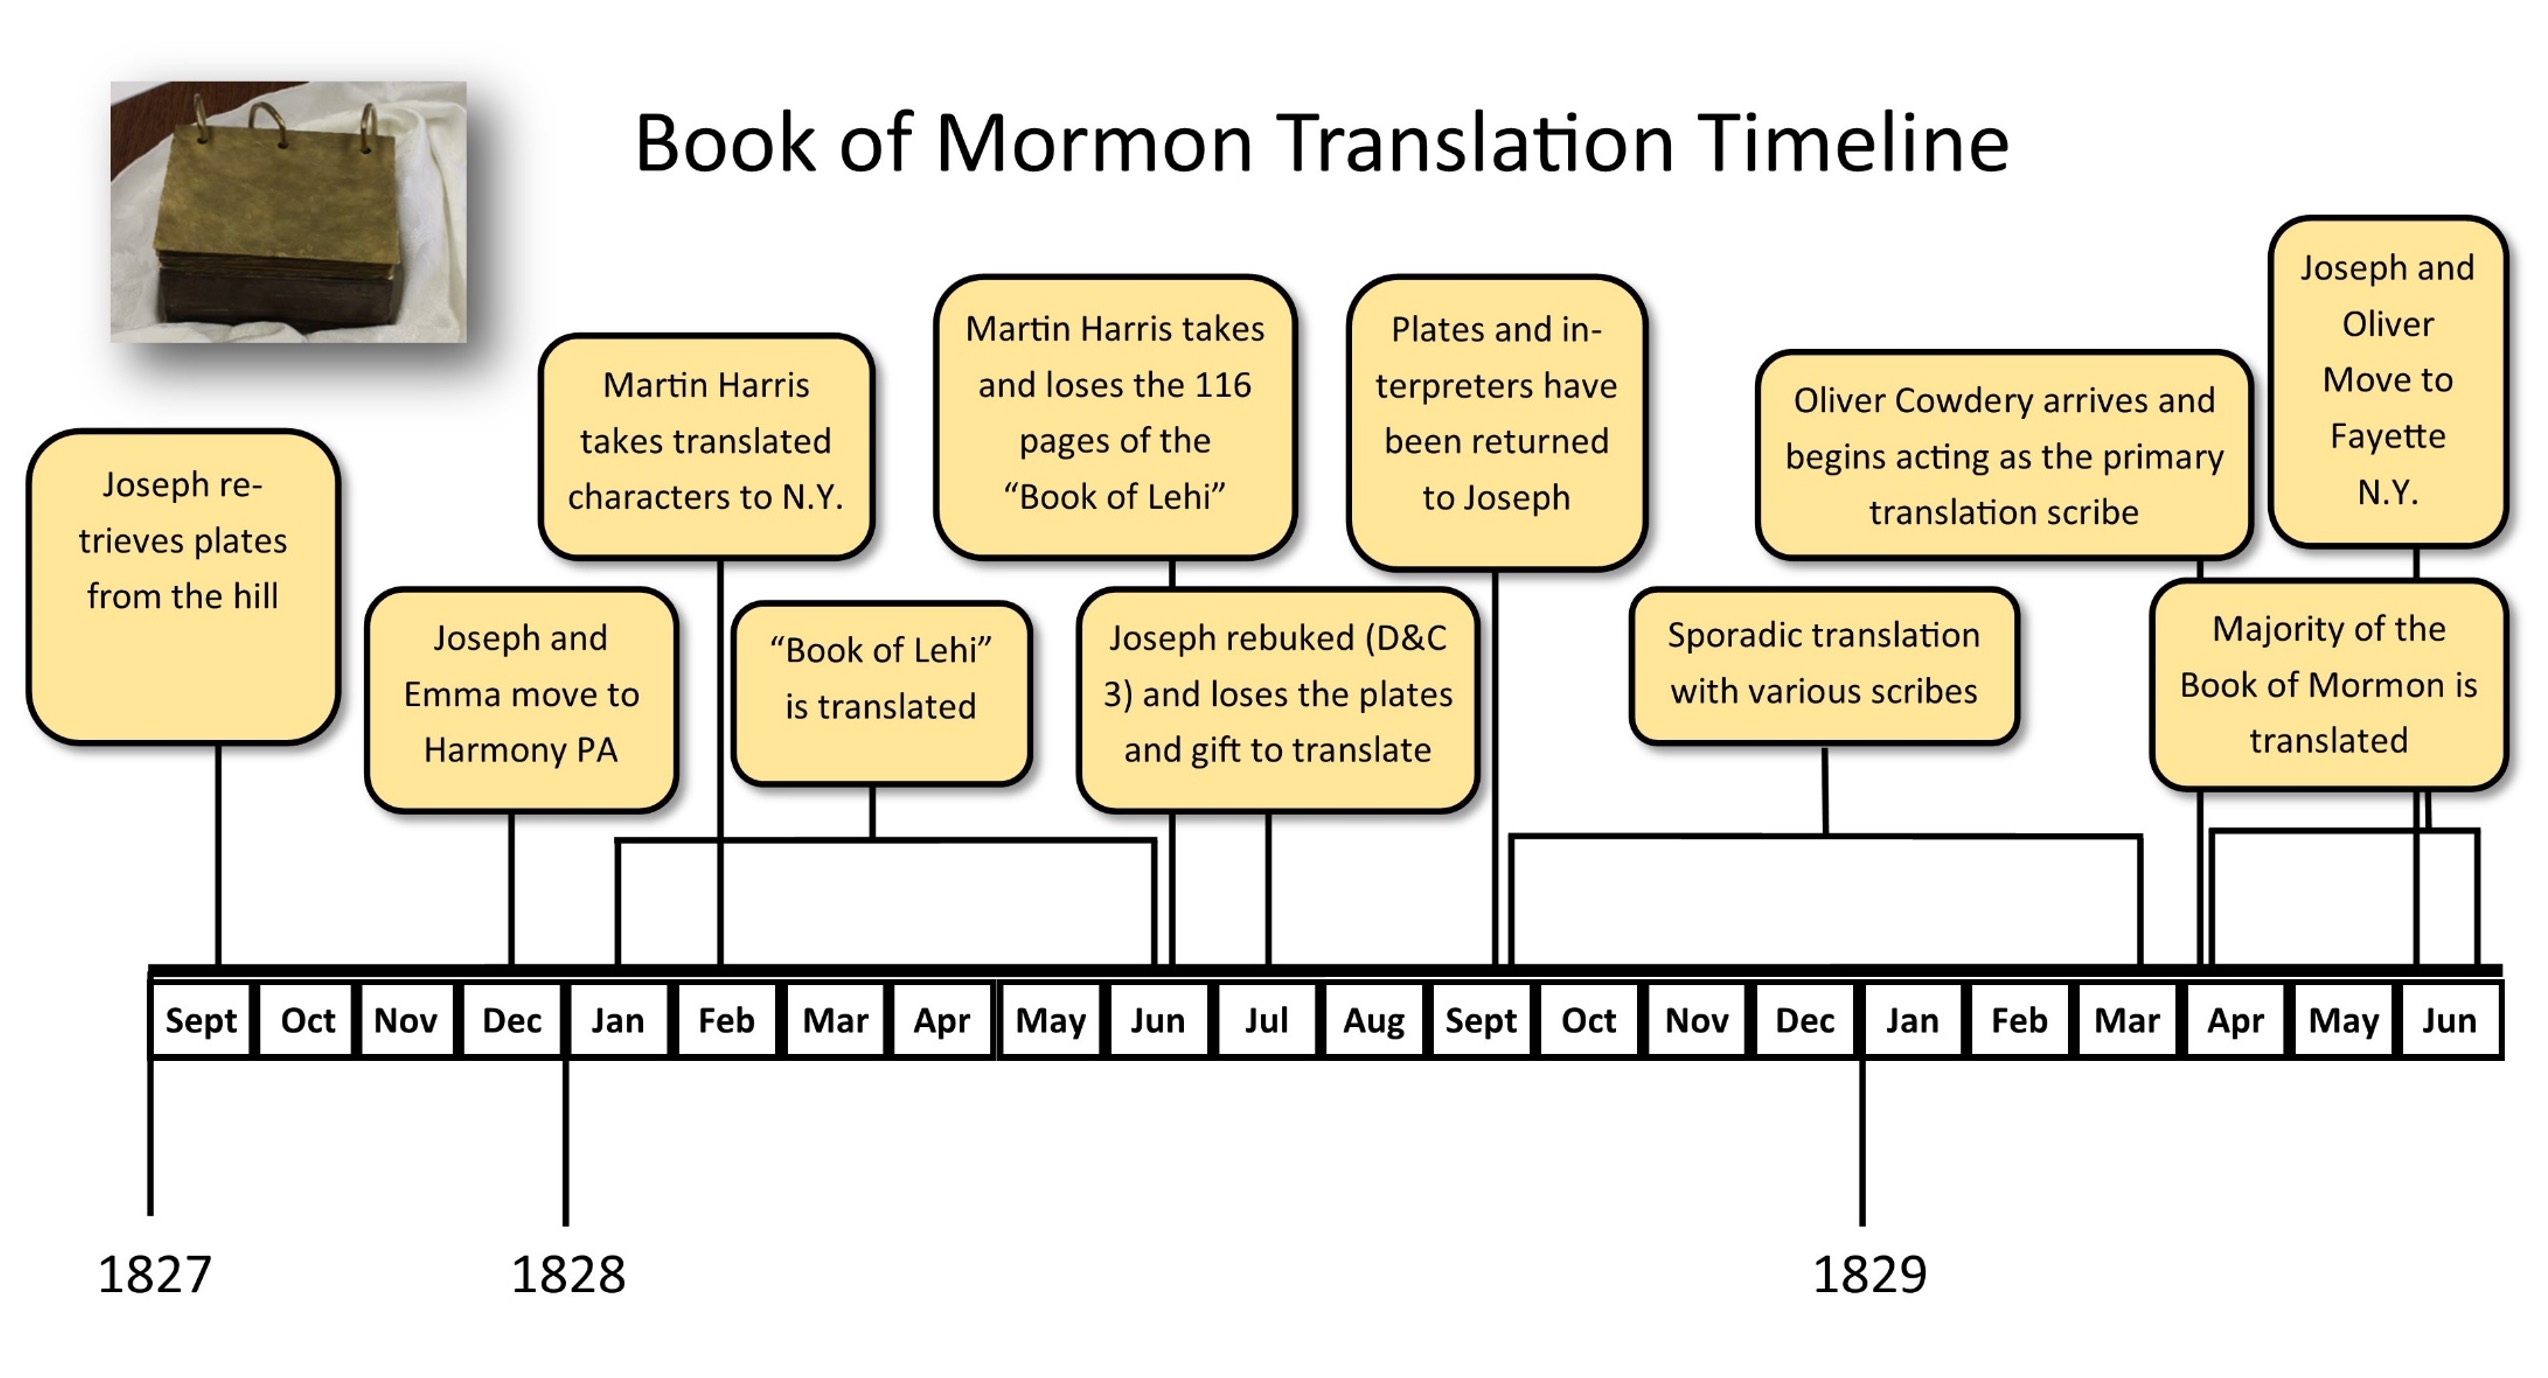 Book of Mormon Translation Timeline
Joseph re-
trieves plates
from the hill
Joseph and
Emma move to
Harmony PA
Martin Harris
takes translated
characters to N.Y.
“Book of Lehi”
is translated
Martin Harris takes
and loses the 116
pages of the
“Book of Lehi”
Joseph rebuked (D&C
3) and loses the plates
and gift to translate
Plates and in-
terpreters have
been returned
to Joseph
Sporadic translation
with various scribes
Oliver Cowdery arrives and
begins acting as the primary
translation scribe
Joseph and
Oliver
Move to
Fayette
N.Y.
Majority of the
Book of Mormon is
translated
Sept Oct Nov Dec Jan Feb Mar Apr May Jun Jul Aug Sept Oct Nov Dec Jan Feb Mar Apr May Jun
1827 1828 1829